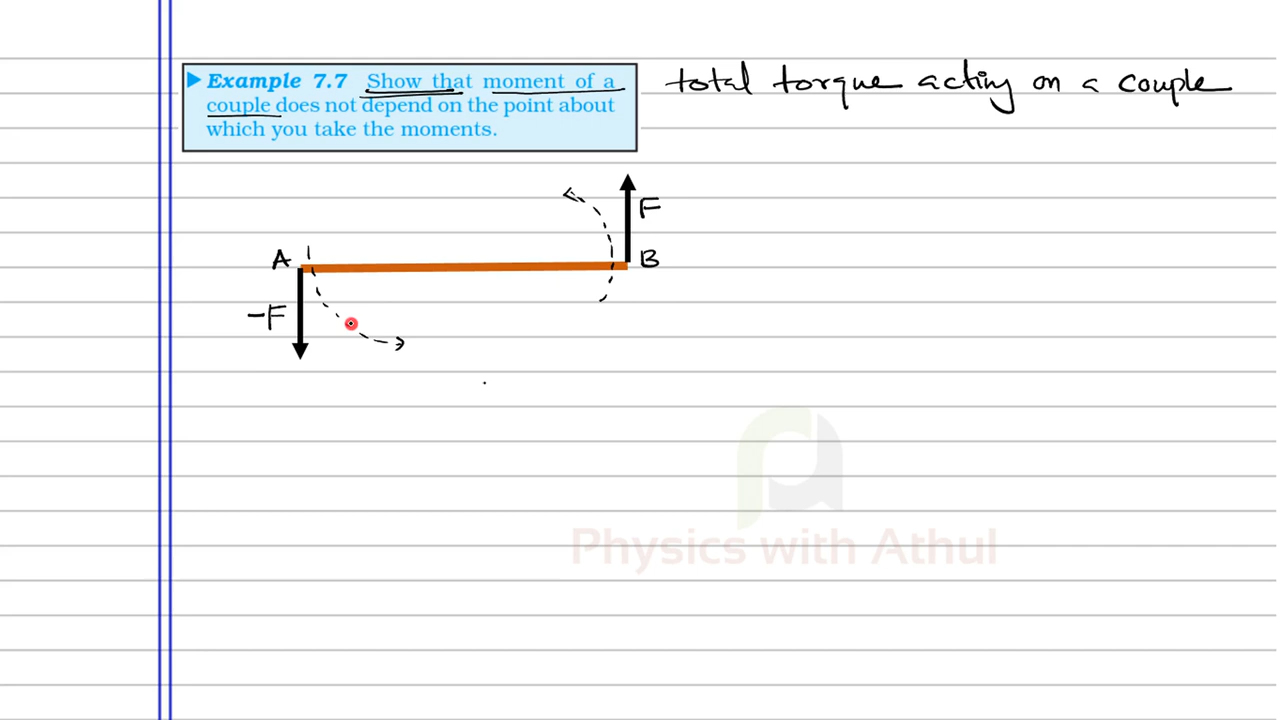 ▶ Example 7.7 Show that moment of a
couple does not depend on the point about
which you take the moments.
total torque acting on a couple
F
A
B
-F
Physics with Athul